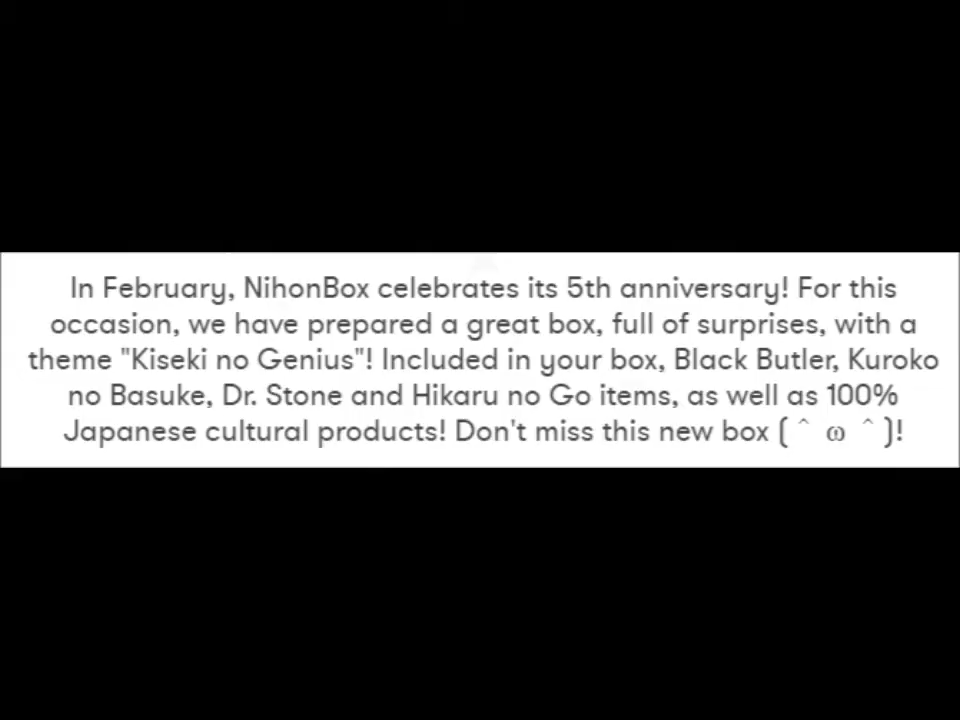 In February, NihonBox celebrates its 5th anniversary! For this
occasion, we have prepared a great box, full of surprises, with a
theme "Kiseki no Genius"! Included in your box, Black Butler, Kuroko
no Basuke, Dr. Stone and Hikaru no Go items, as well as 100%
Japanese cultural products! Don't miss this new box ( ＾ ω ＾ )!